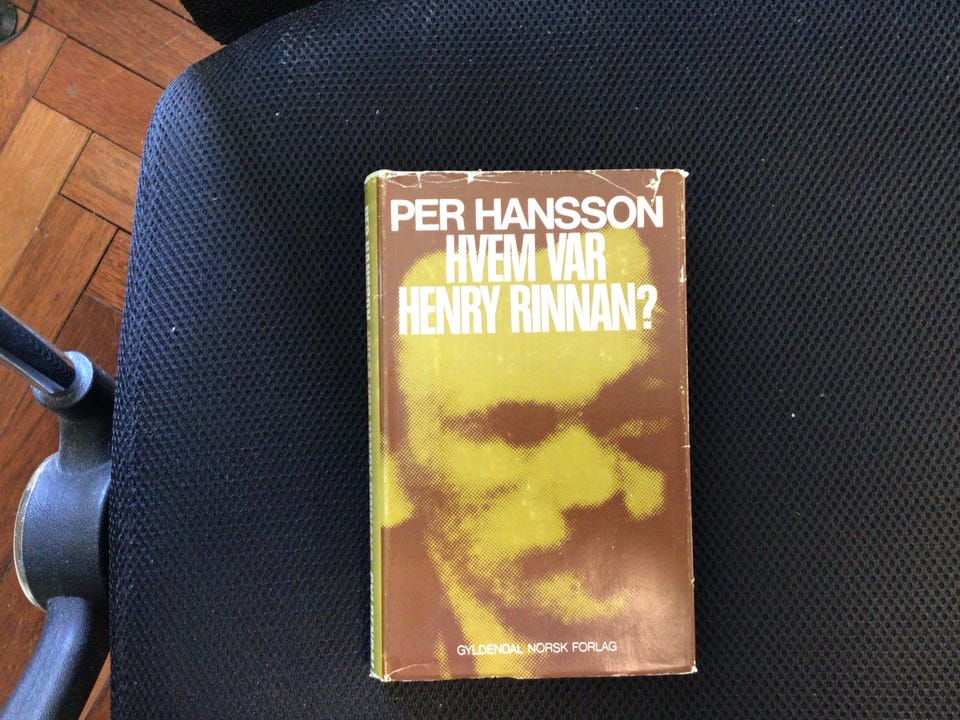 PER HANSSON
HVEM VAR
HENRY RINNAN?
GYLDENDAL NORSK FORLAG